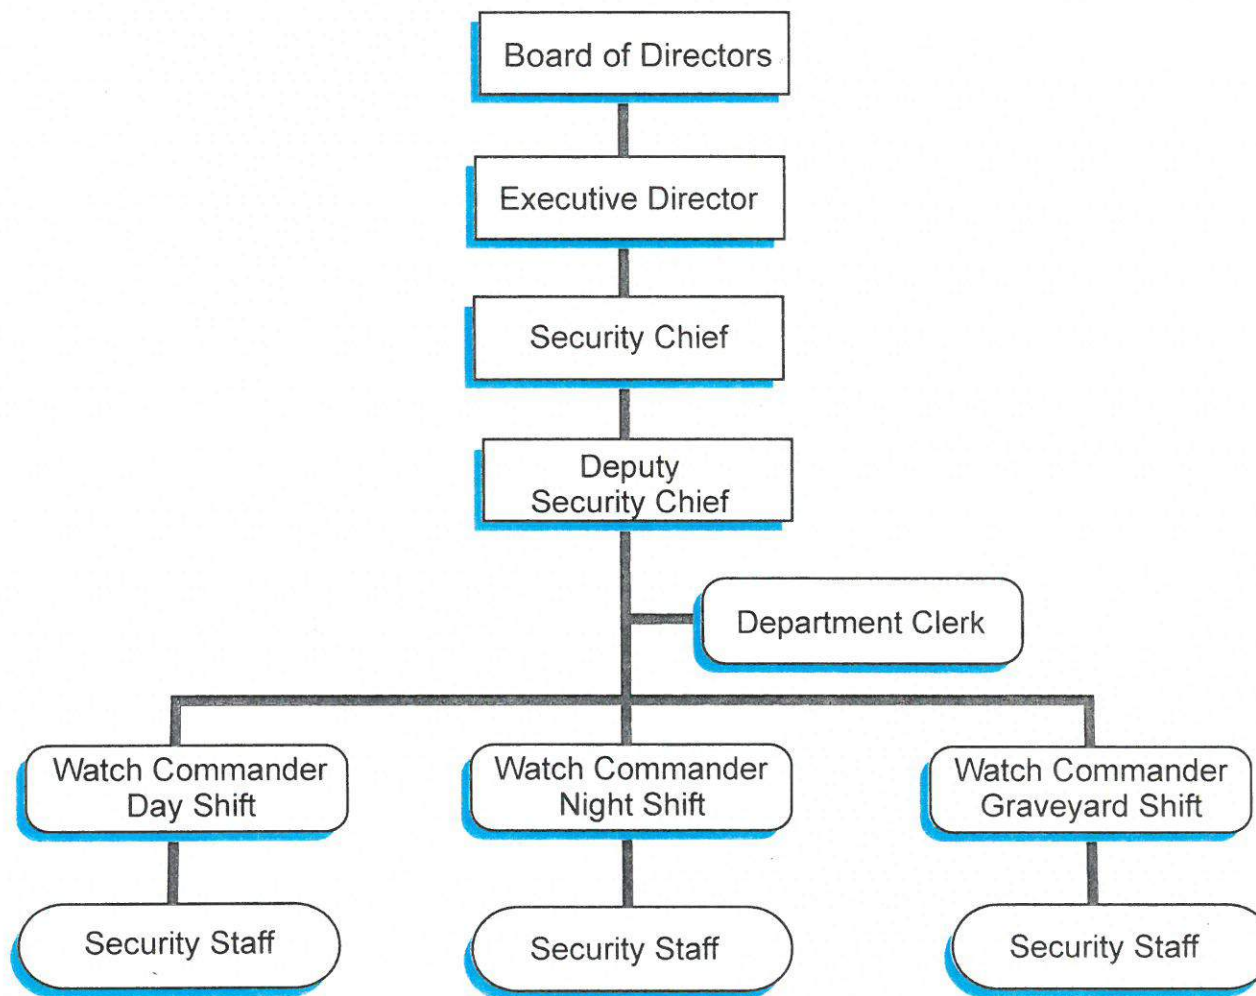 Board of Directors
Executive Director
Security Chief
Deputy
Security Chief
Department Clerk
Watch Commander
Day Shift
Watch Commander
Night Shift
Watch Commander
Graveyard Shift
Security Staff
Security Staff
Security Staff